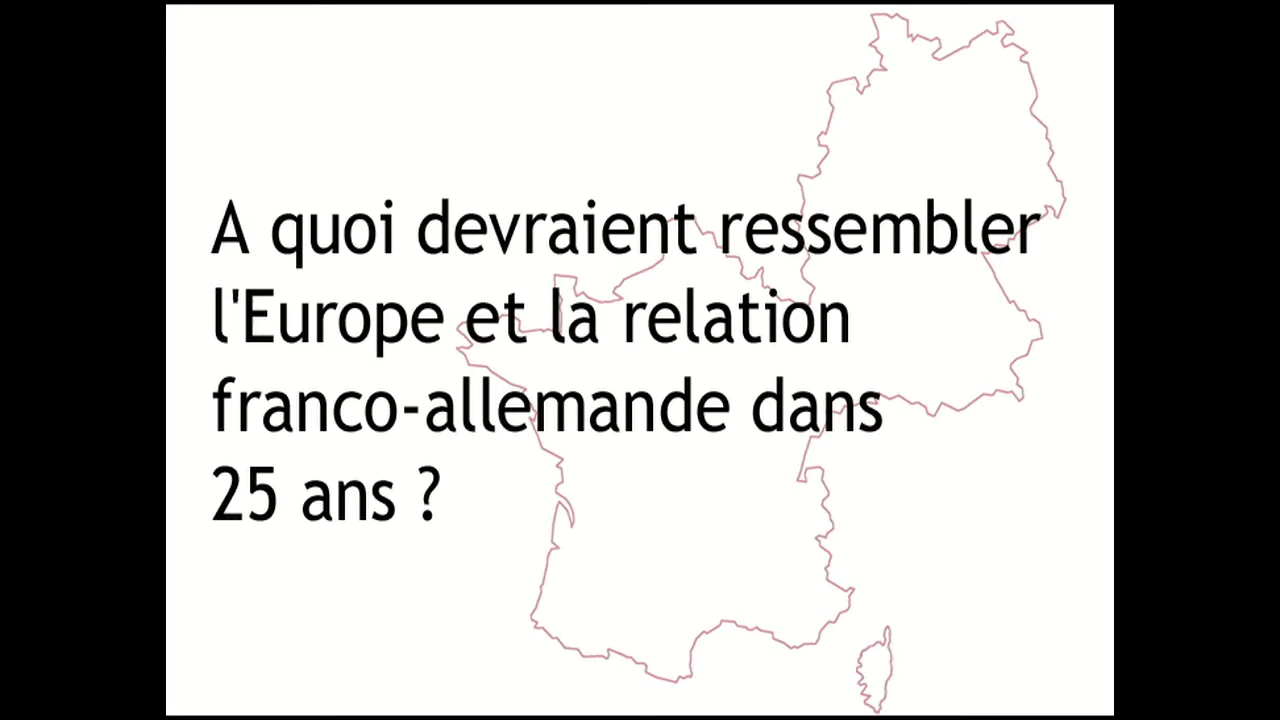 A quoi devraient ressembler
l'Europe et la relation
franco-allemande dans
25 ans ?